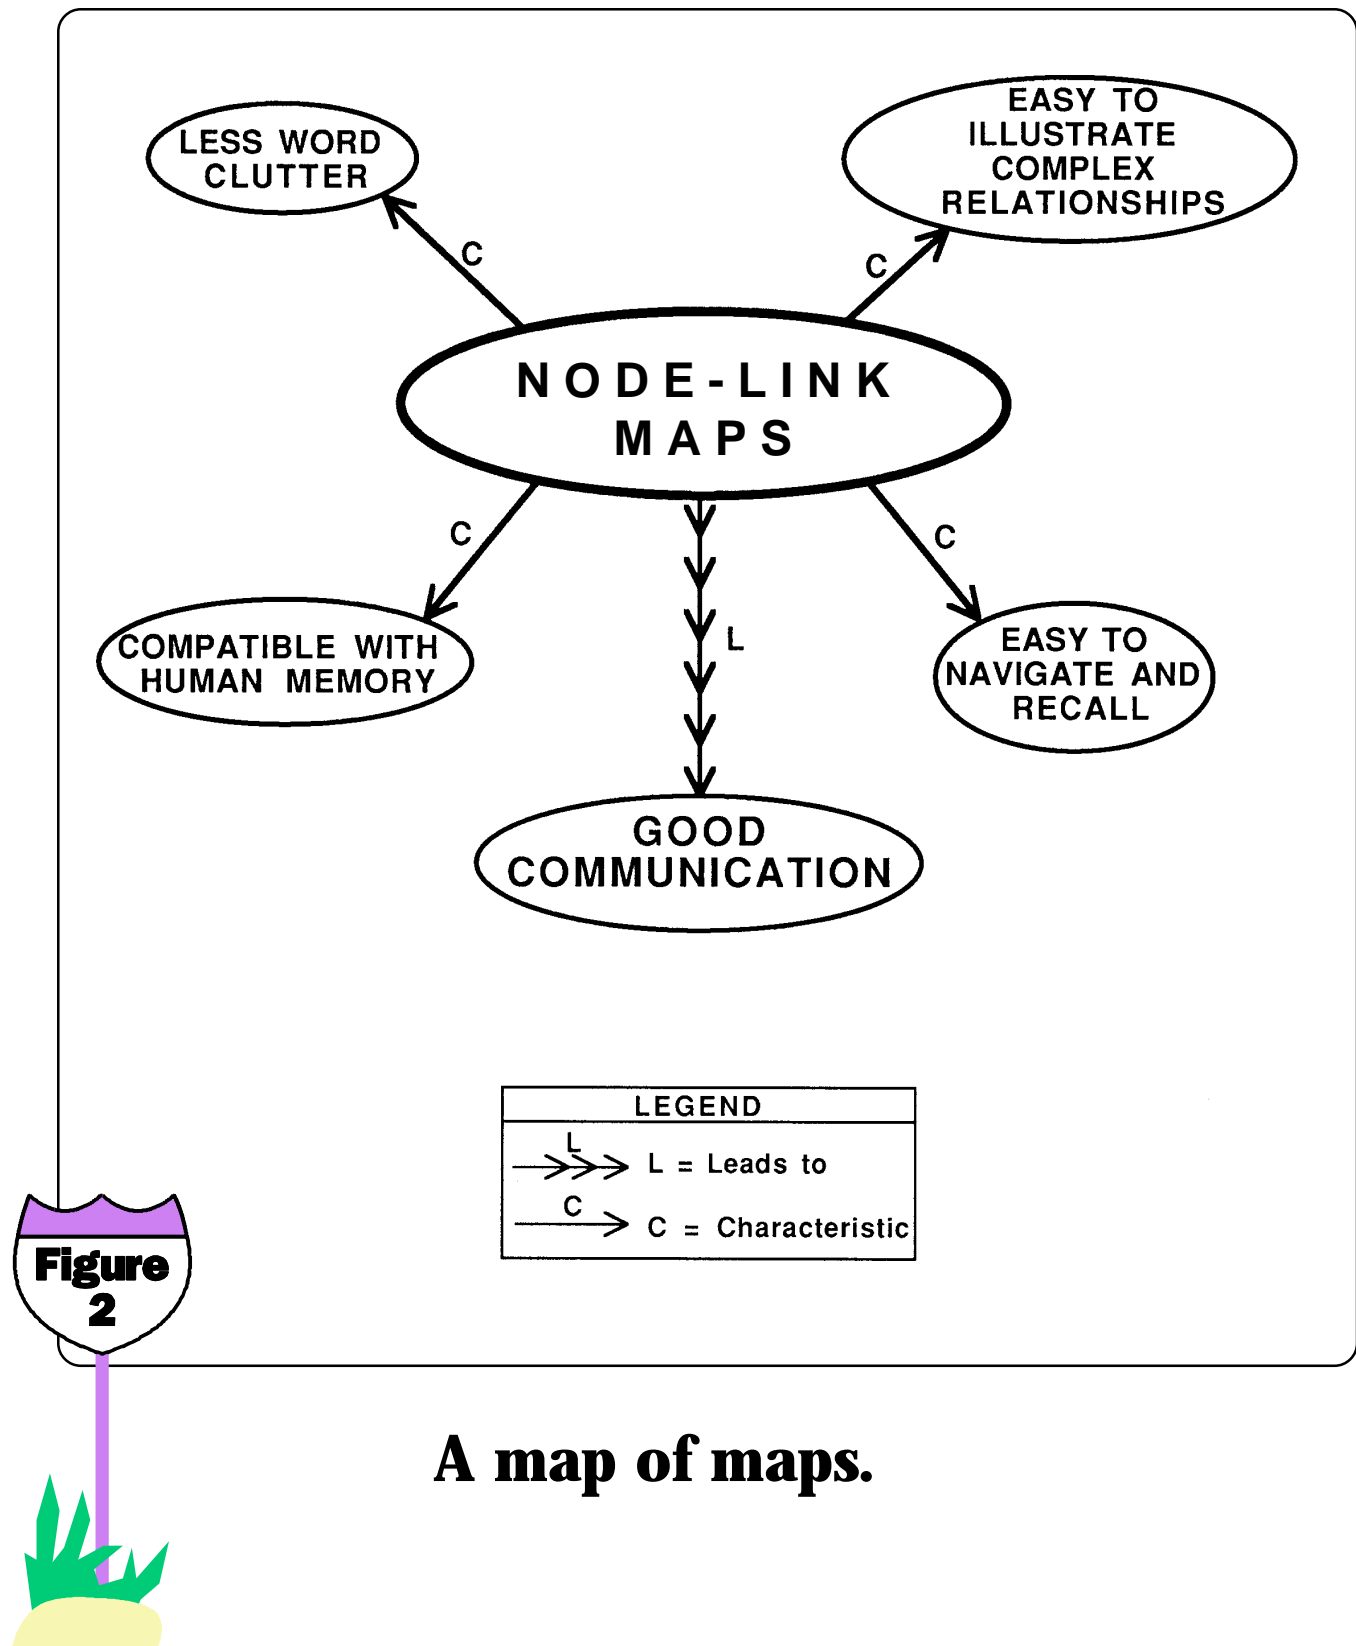 LESS WORD
CLUTTER
EASY TO
ILLUSTRATE
COMPLEX
RELATIONSHIPS
C
C
NODE-LINK
MAPS
C
C
L
COMPATIBLE WITH
HUMAN MEMORY
EASY TO
NAVIGATE AND
RECALL
GOOD
COMMUNICATION
LEGEND
L
L = Leads to
C
C = Characteristic
Figure
2
A map of maps.